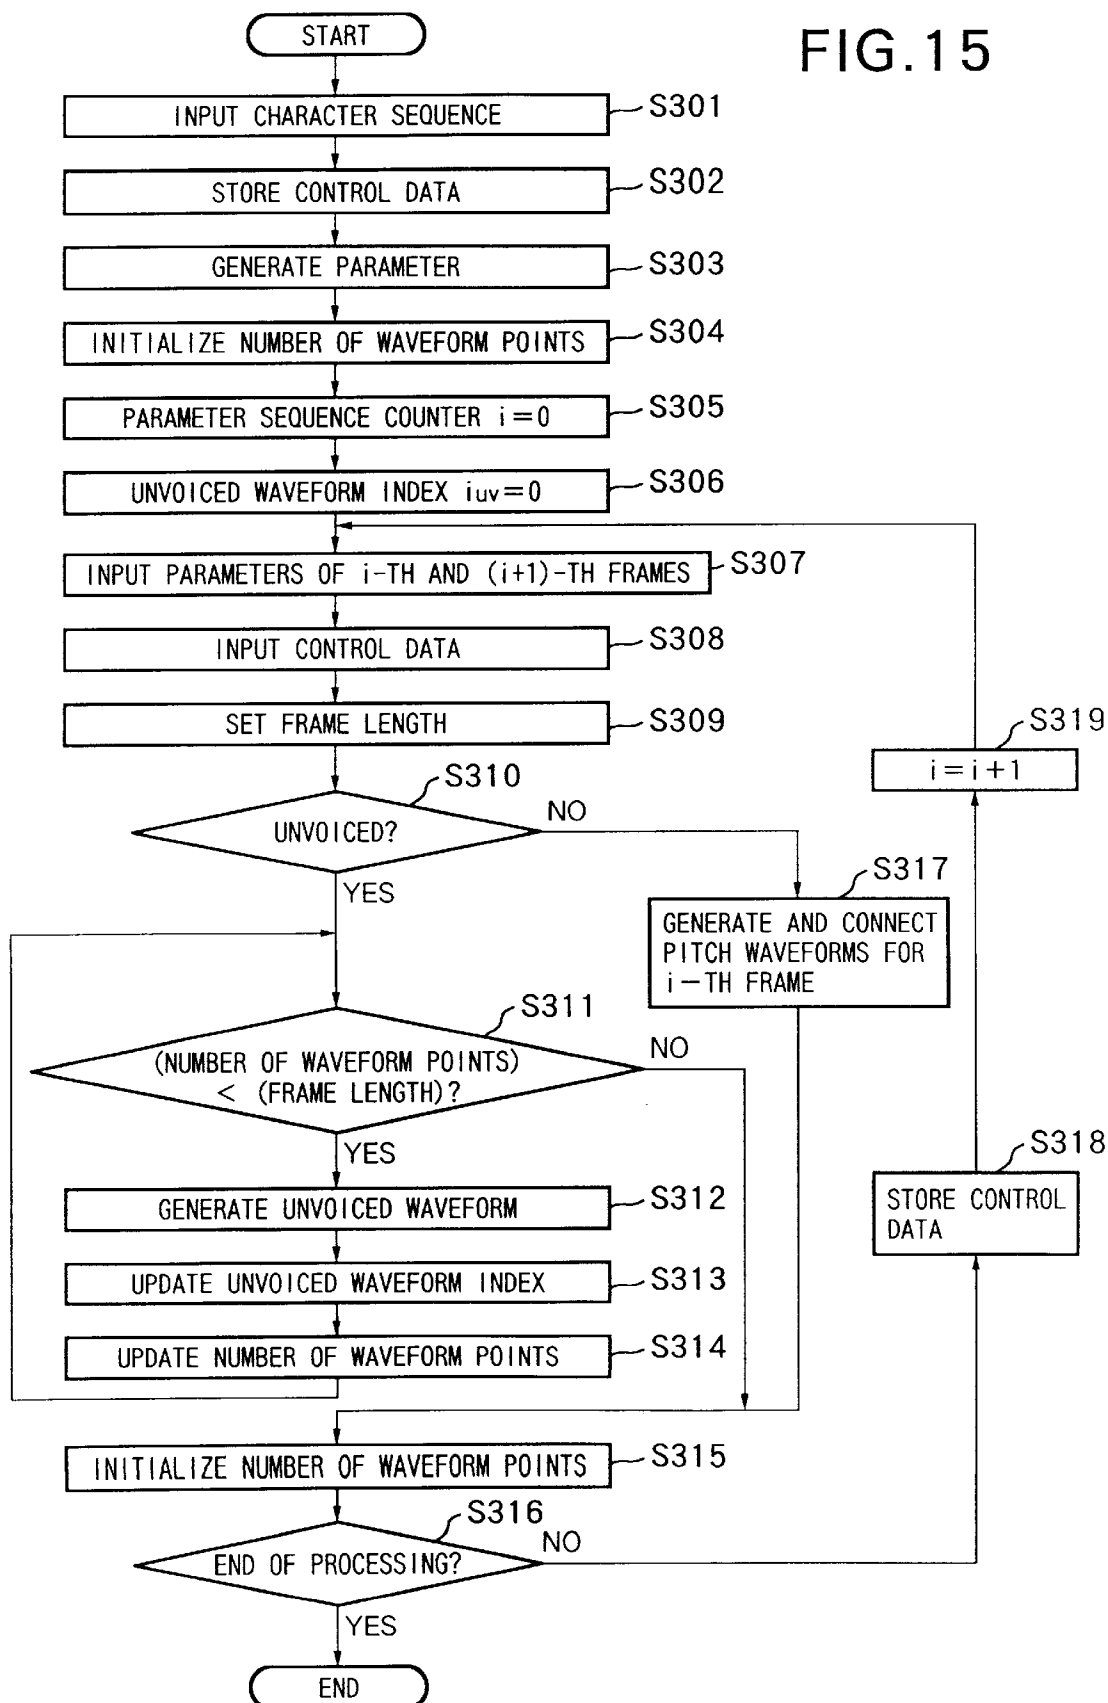 FIG.15
START
INPUT CHARACTER SEQUENCE
S301
STORE CONTROL DATA
S302
GENERATE PARAMETER
S303
INITIALIZE NUMBER OF WAVEFORM POINTS
S304
PARAMETER SEQUENCE COUNTER i=0
S305
UNVOICED WAVEFORM INDEX iuv=0
S306
INPUT PARAMETERS OF i-TH AND (i+1)-TH FRAMES
S307
INPUT CONTROL DATA
S308
SET FRAME LENGTH
S309
S319
i=i+1
S310
UNVOICED?
NO
YES
S317
GENERATE AND CONNECT
PITCH WAVEFORMS FOR
i-TH FRAME
S311
(NUMBER OF WAVEFORM POINTS)
< (FRAME LENGTH)?
NO
YES
S318
STORE CONTROL
DATA
GENERATE UNVOICED WAVEFORM
S312
UPDATE UNVOICED WAVEFORM INDEX
S313
UPDATE NUMBER OF WAVEFORM POINTS
S314
INITIALIZE NUMBER OF WAVEFORM POINTS
S315
S316
END OF PROCESSING?
NO
YES
END